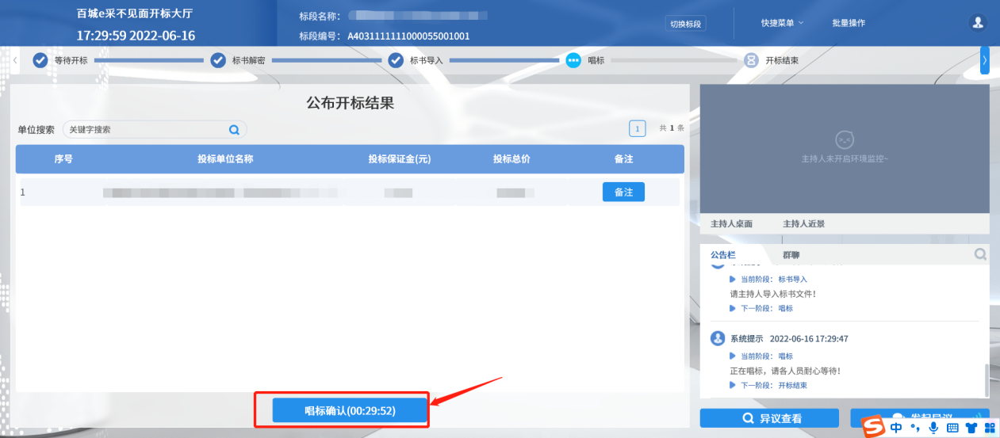 百城e采不见面开标大厅
17:29:59 2022-06-16
标段名称：
标段编号： A4031111111000055001001
切换标段
快捷菜单
批量操作
等待开标
标书解密
标书导入
唱标
开标结束
公布开标结果
单位搜索 关键字搜索
1 共 1 条
序号 投标单位名称 投标保证金(元) 投标总价 备注
1 备注
唱标确认(00:29:52)
主持人未开启环境监控~
主持人桌面 主持人近景
公告栏 群聊
当前阶段： 标书导入
请主持人导入标书文件！
下一阶段： 唱标
系统提示 2022-06-16 17:29:47
当前阶段： 唱标
正在唱标，请各人员耐心等待！
下一阶段： 开标结束
异议查看
发起异议
中